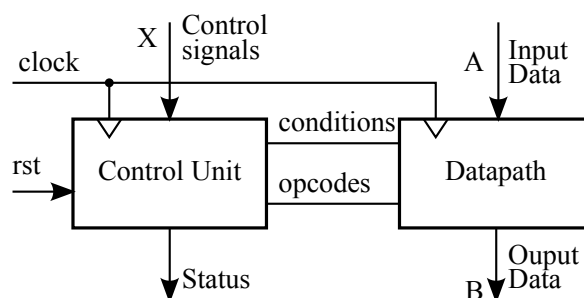 X
Control
signals
clock
A
Input
Data
conditions
rst
Control Unit
opcodes
Datapath
Status
Ouput
Data
B